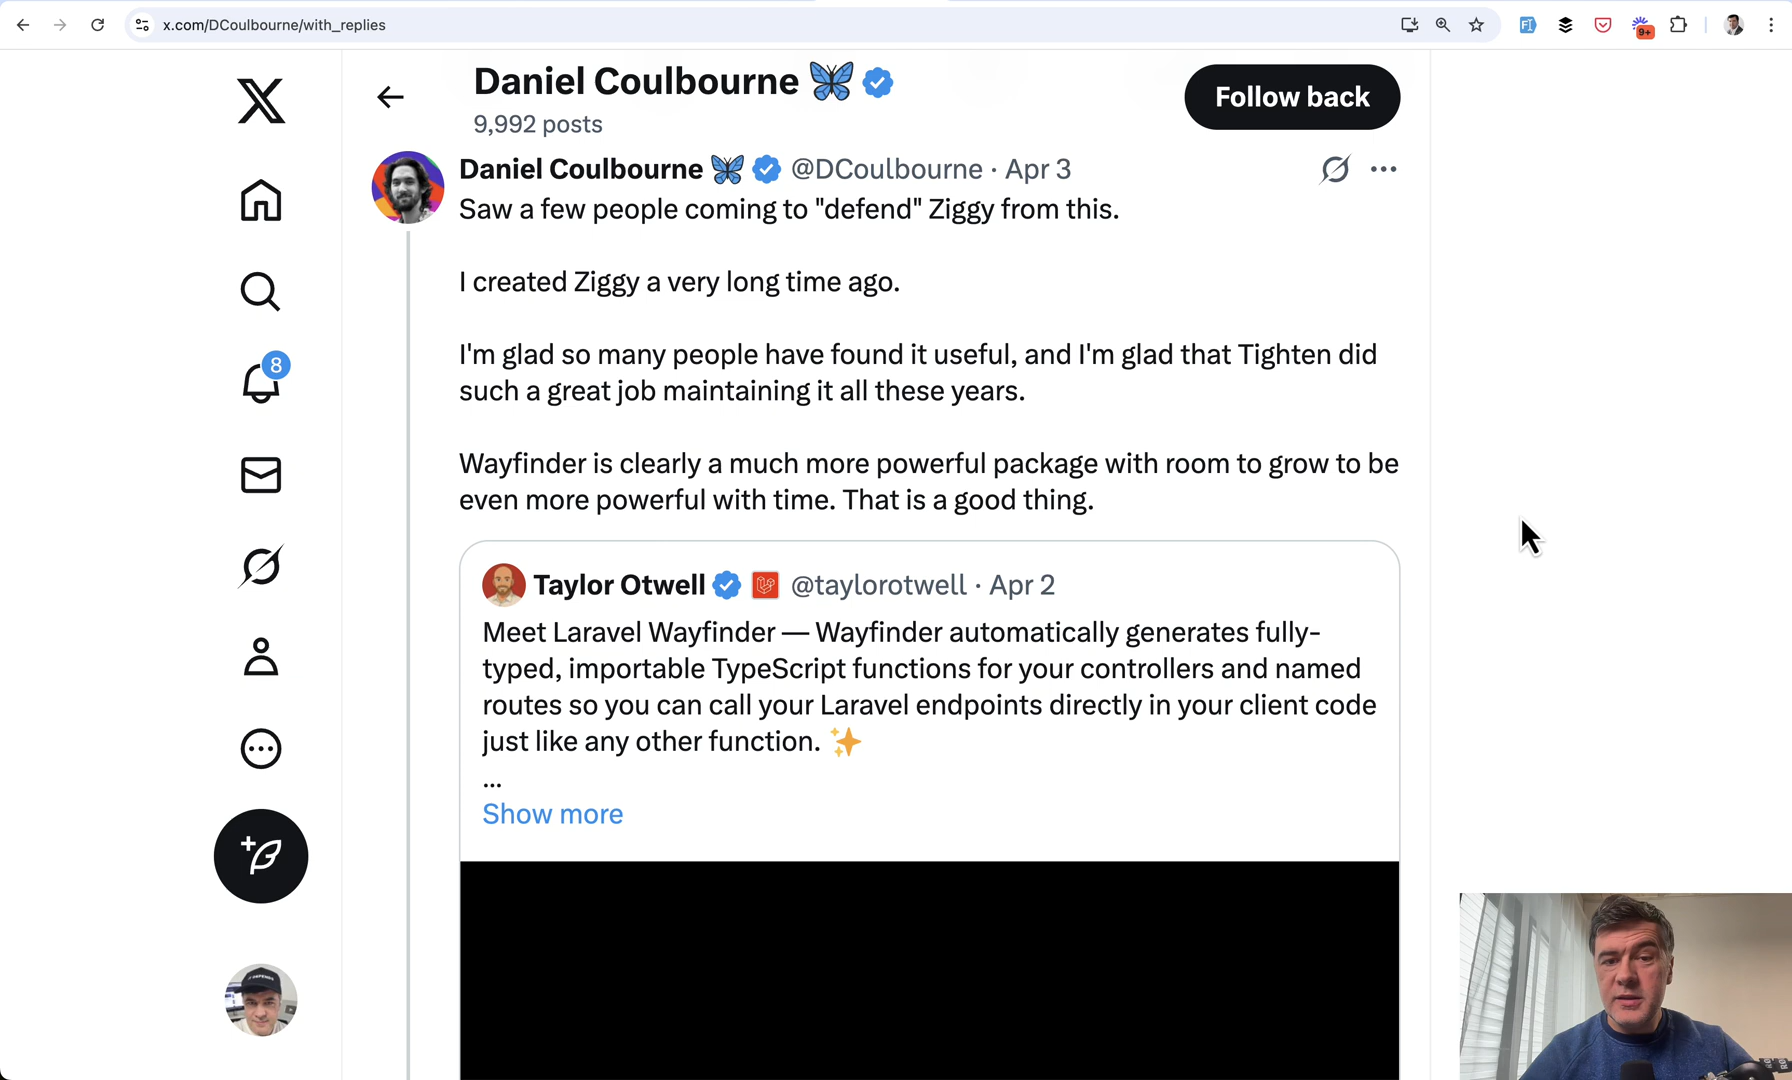 x.com/DCoulbourne/with_replies
9+
Daniel Coulbourne
9,992 posts
Follow back
Daniel Coulbourne @DCoulbourne · Apr 3
Saw a few people coming to "defend" Ziggy from this.
I created Ziggy a very long time ago.
I'm glad so many people have found it useful, and I'm glad that Tighten did
such a great job maintaining it all these years.
Wayfinder is clearly a much more powerful package with room to grow to be
even more powerful with time. That is a good thing.
8
Taylor Otwell @taylorotwell · Apr 2
Meet Laravel Wayfinder — Wayfinder automatically generates fully-
typed, importable TypeScript functions for your controllers and named
routes so you can call your Laravel endpoints directly in your client code
just like any other function.
...
Show more